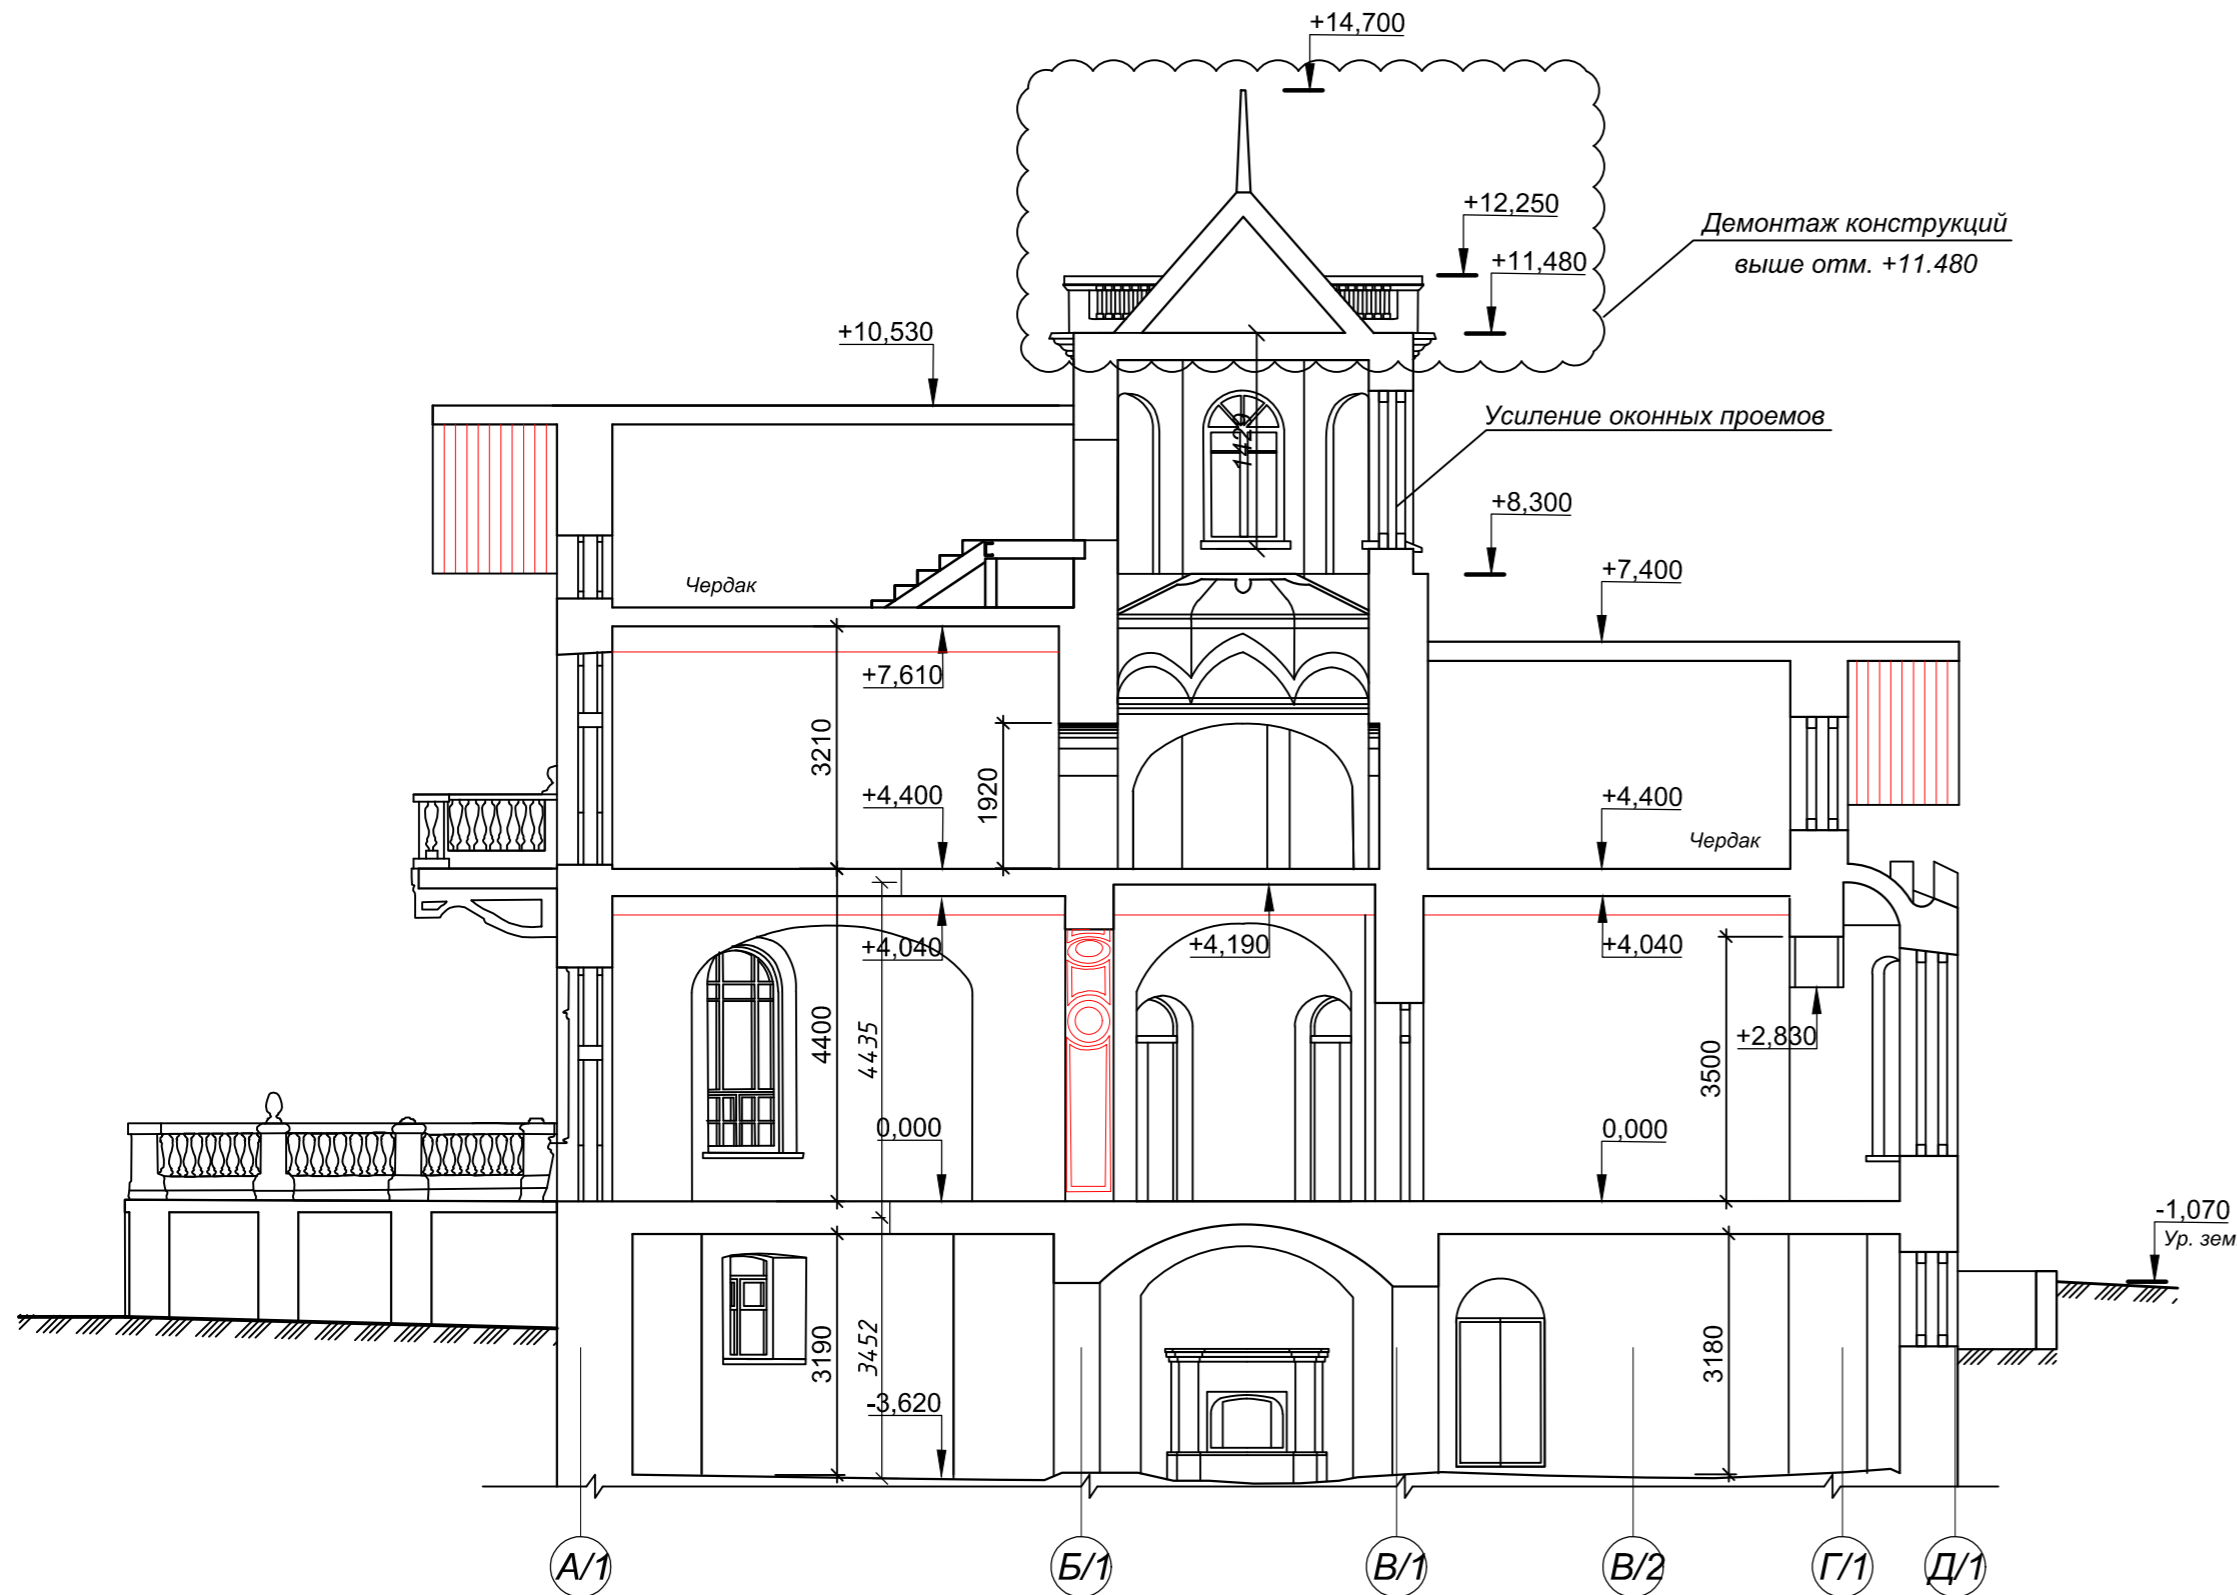 +14,700
+12,250
Демонтаж конструкций
выше отм. +11.480
+11,480
+10,530
Усиление оконных проемов
1429
+8,300
+7,400
Чердак
+7,610
3210
1920
+4,400
+4,400
Чердак
+4,040
+4,190
+4,040
+2,830
4400
4435
3500
0,000
0,000
-1,070
Ур. зем
3190
3452
3180
-3,620
А/1
Б/1
В/1
В/2
Г/1
Д/1